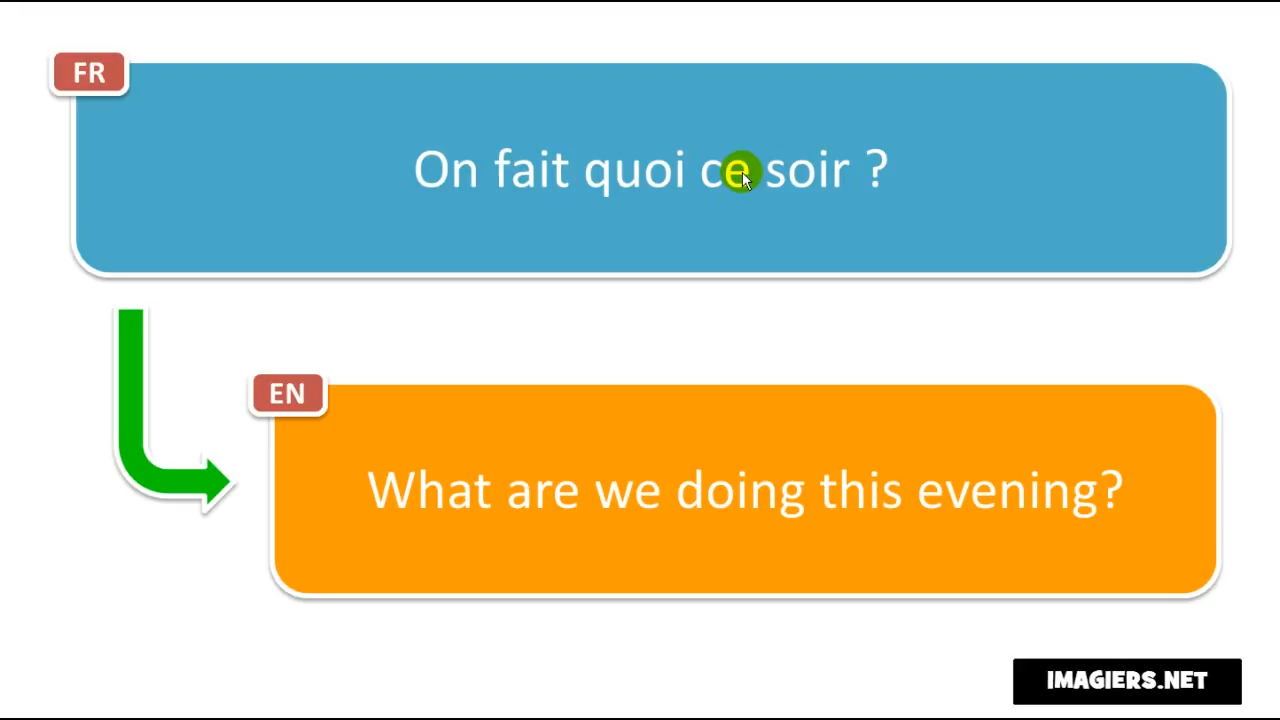 FR
On fait quoi ce soir ?
EN
What are we doing this evening?
IMAGIERS.NET